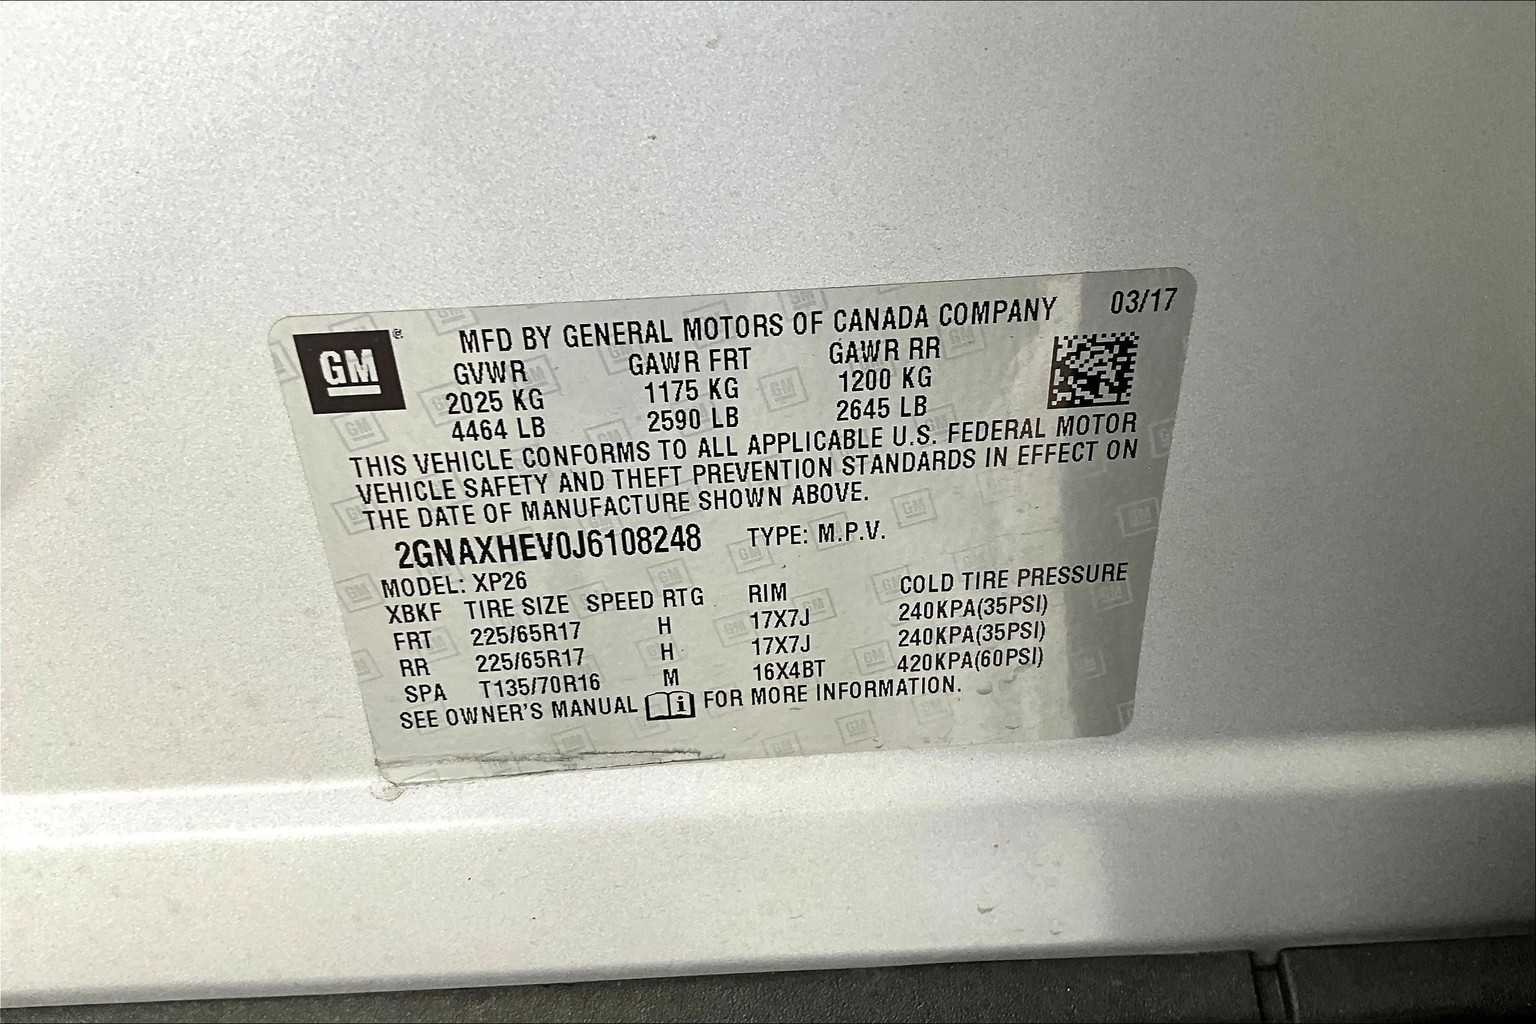 GM ® MFD BY GENERAL MOTORS OF CANADA COMPANY 03/17
GVWR GAWR FRT GAWR RR
2025 KG 1175 KG 1200 KG
4464 LB 2590 LB 2645 LB
THIS VEHICLE CONFORMS TO ALL APPLICABLE U.S. FEDERAL MOTOR
VEHICLE SAFETY AND THEFT PREVENTION STANDARDS IN EFFECT ON
THE DATE OF MANUFACTURE SHOWN ABOVE.
2GNAXHEV0J6108248 TYPE: M.P.V.
MODEL: XP26
XBKF TIRE SIZE SPEED RTG RIM COLD TIRE PRESSURE
FRT 225/65R17 H 17X7J 240KPA(35PSI)
RR 225/65R17 H 17X7J 240KPA(35PSI)
SPA T135/70R16 M 16X4BT 420KPA(60PSI)
SEE OWNER'S MANUAL i FOR MORE INFORMATION.